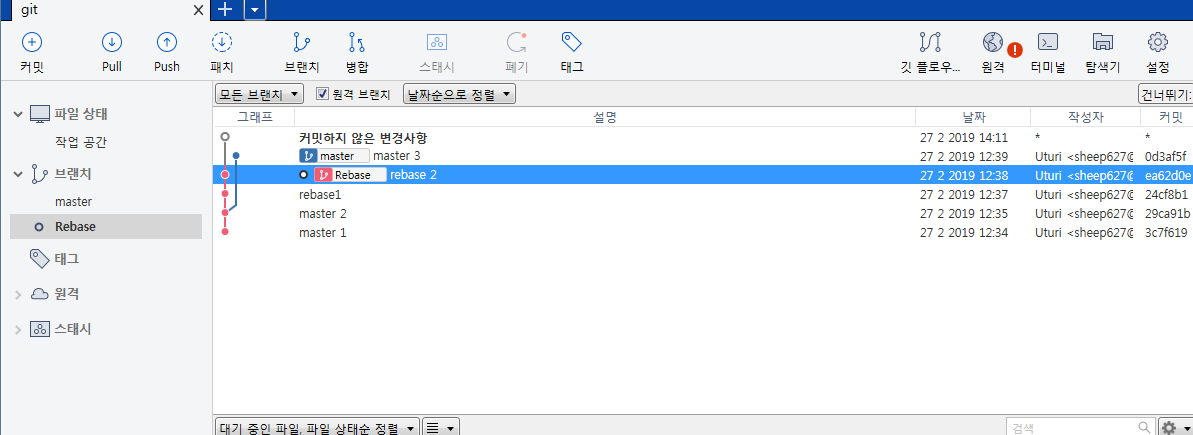 git
커밋 Pull Push 패치 브랜치 병합 스태시 폐기 태그 깃 플로우... 원격 터미널 탐색기 설정
모든 브랜치 원격 브랜치 날짜순으로 정렬 건너뛰기:
파일 상태
작업 공간
브랜치
master
Rebase
태그
원격
스태시
그래프 설명 날짜 작성자 커밋
커밋하지 않은 변경사항 27 2 2019 14:11 * *
master master 3 27 2 2019 12:39 Uturi <sheep627@ 0d3af5f
Rebase rebase 2 27 2 2019 12:38 Uturi <sheep627@ ea62d0e
rebase1 27 2 2019 12:37 Uturi <sheep627@ 24cf8b1
master 2 27 2 2019 12:35 Uturi <sheep627@ 29ca91b
master 1 27 2 2019 12:34 Uturi <sheep627@ 3c7f619
대기 중인 파일, 파일 상태순 정렬 검색